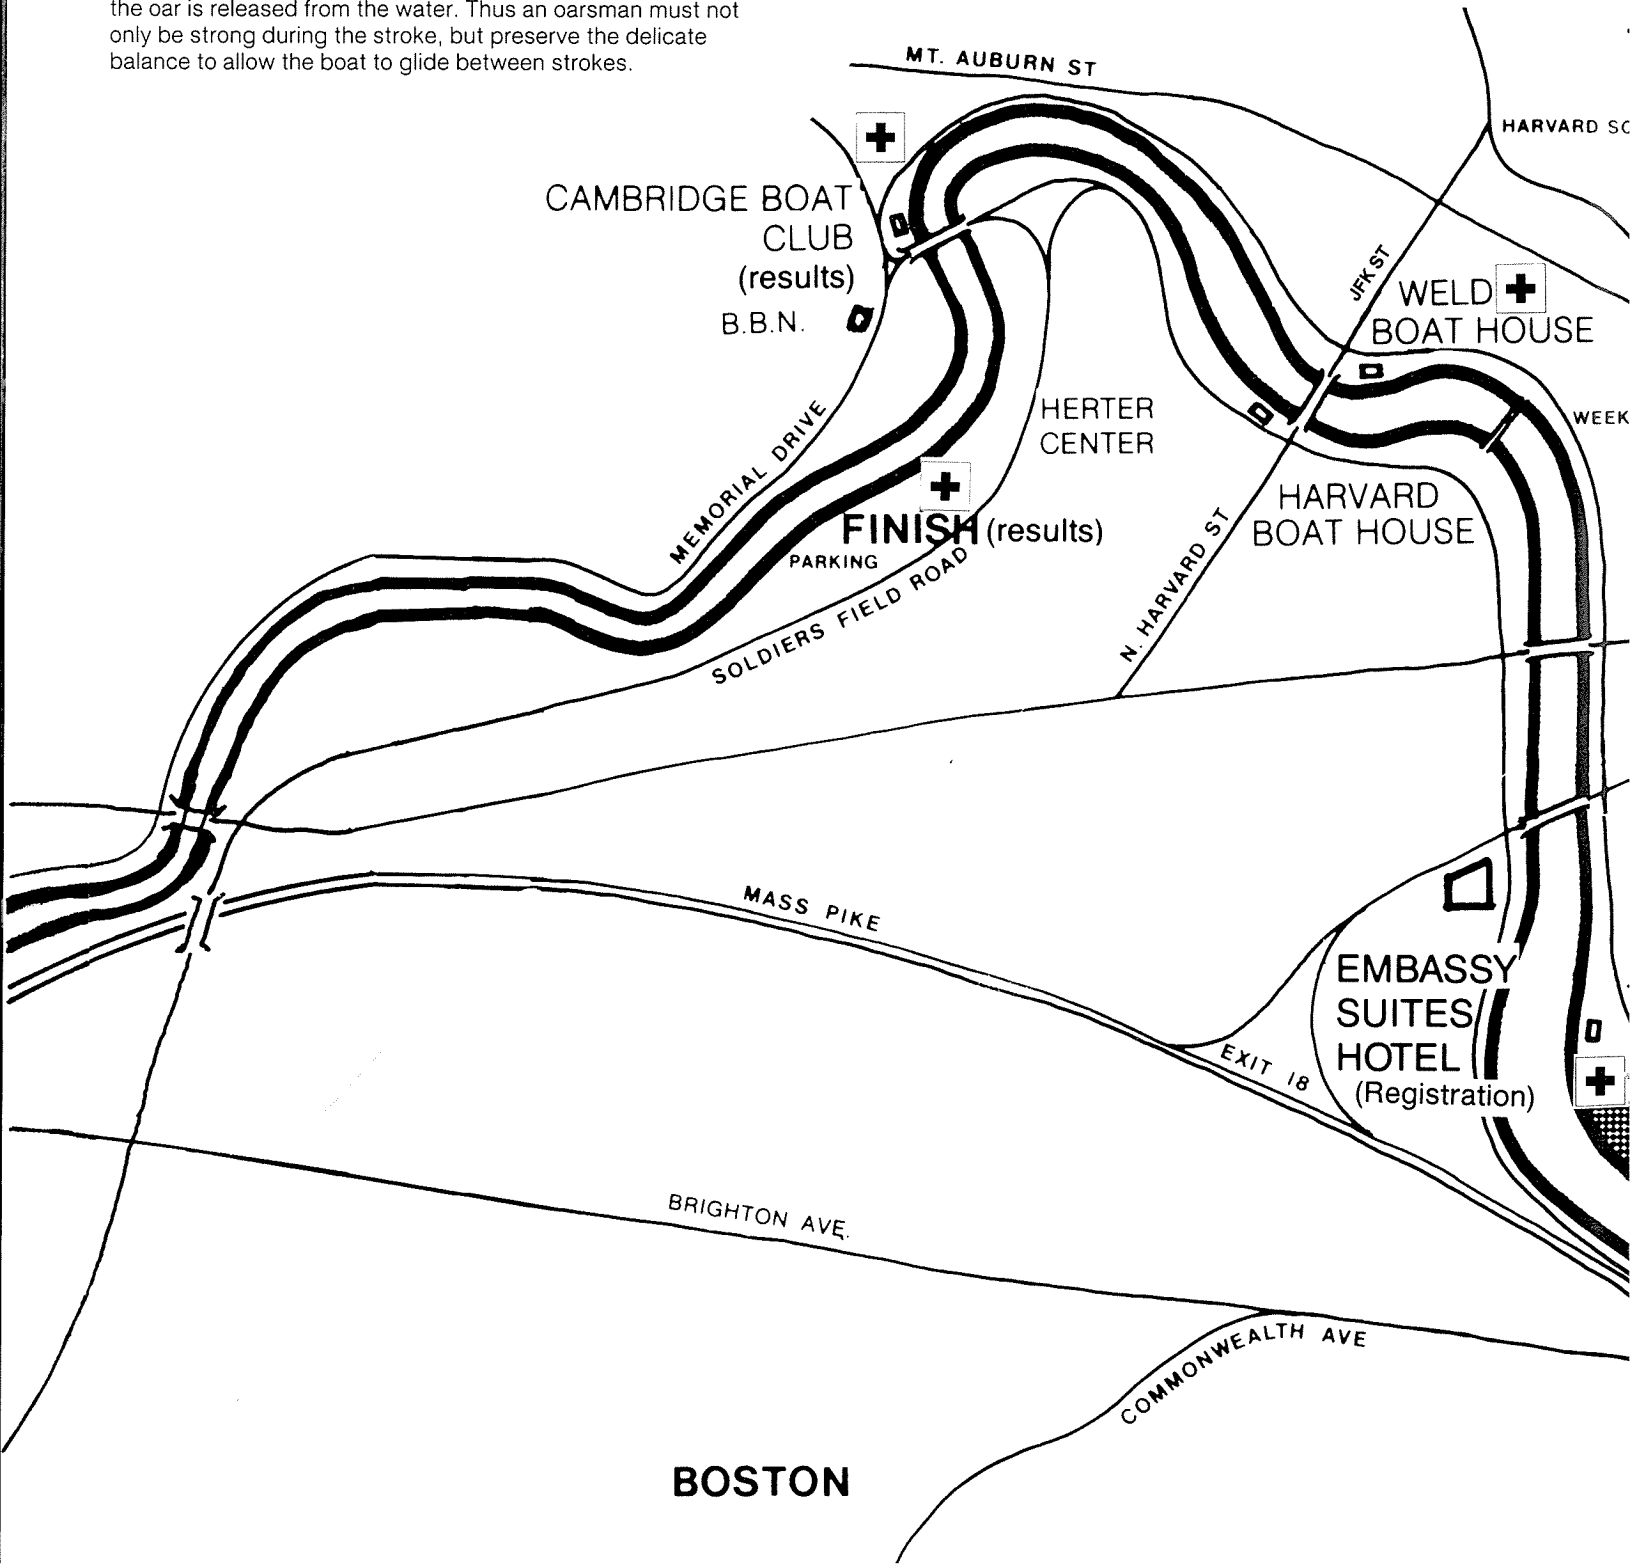 the oar is released from the water. Thus an oarsman must not
only be strong during the stroke, but preserve the delicate
balance to allow the boat to glide between strokes.
MT. AUBURN ST
HARVARD SQ
CAMBRIDGE BOAT
CLUB
(results)
B.B.N.
JFK ST
WELD
BOAT HOUSE
WEEK
MEMORIAL DRIVE
HERTER
CENTER
FINISH (results)
PARKING
SOLDIERS FIELD ROAD
N. HARVARD ST
HARVARD
BOAT HOUSE
MASS PIKE
EMBASSY
SUITES
HOTEL
(Registration)
EXIT 18
BRIGHTON AVE.
COMMONWEALTH AVE
BOSTON